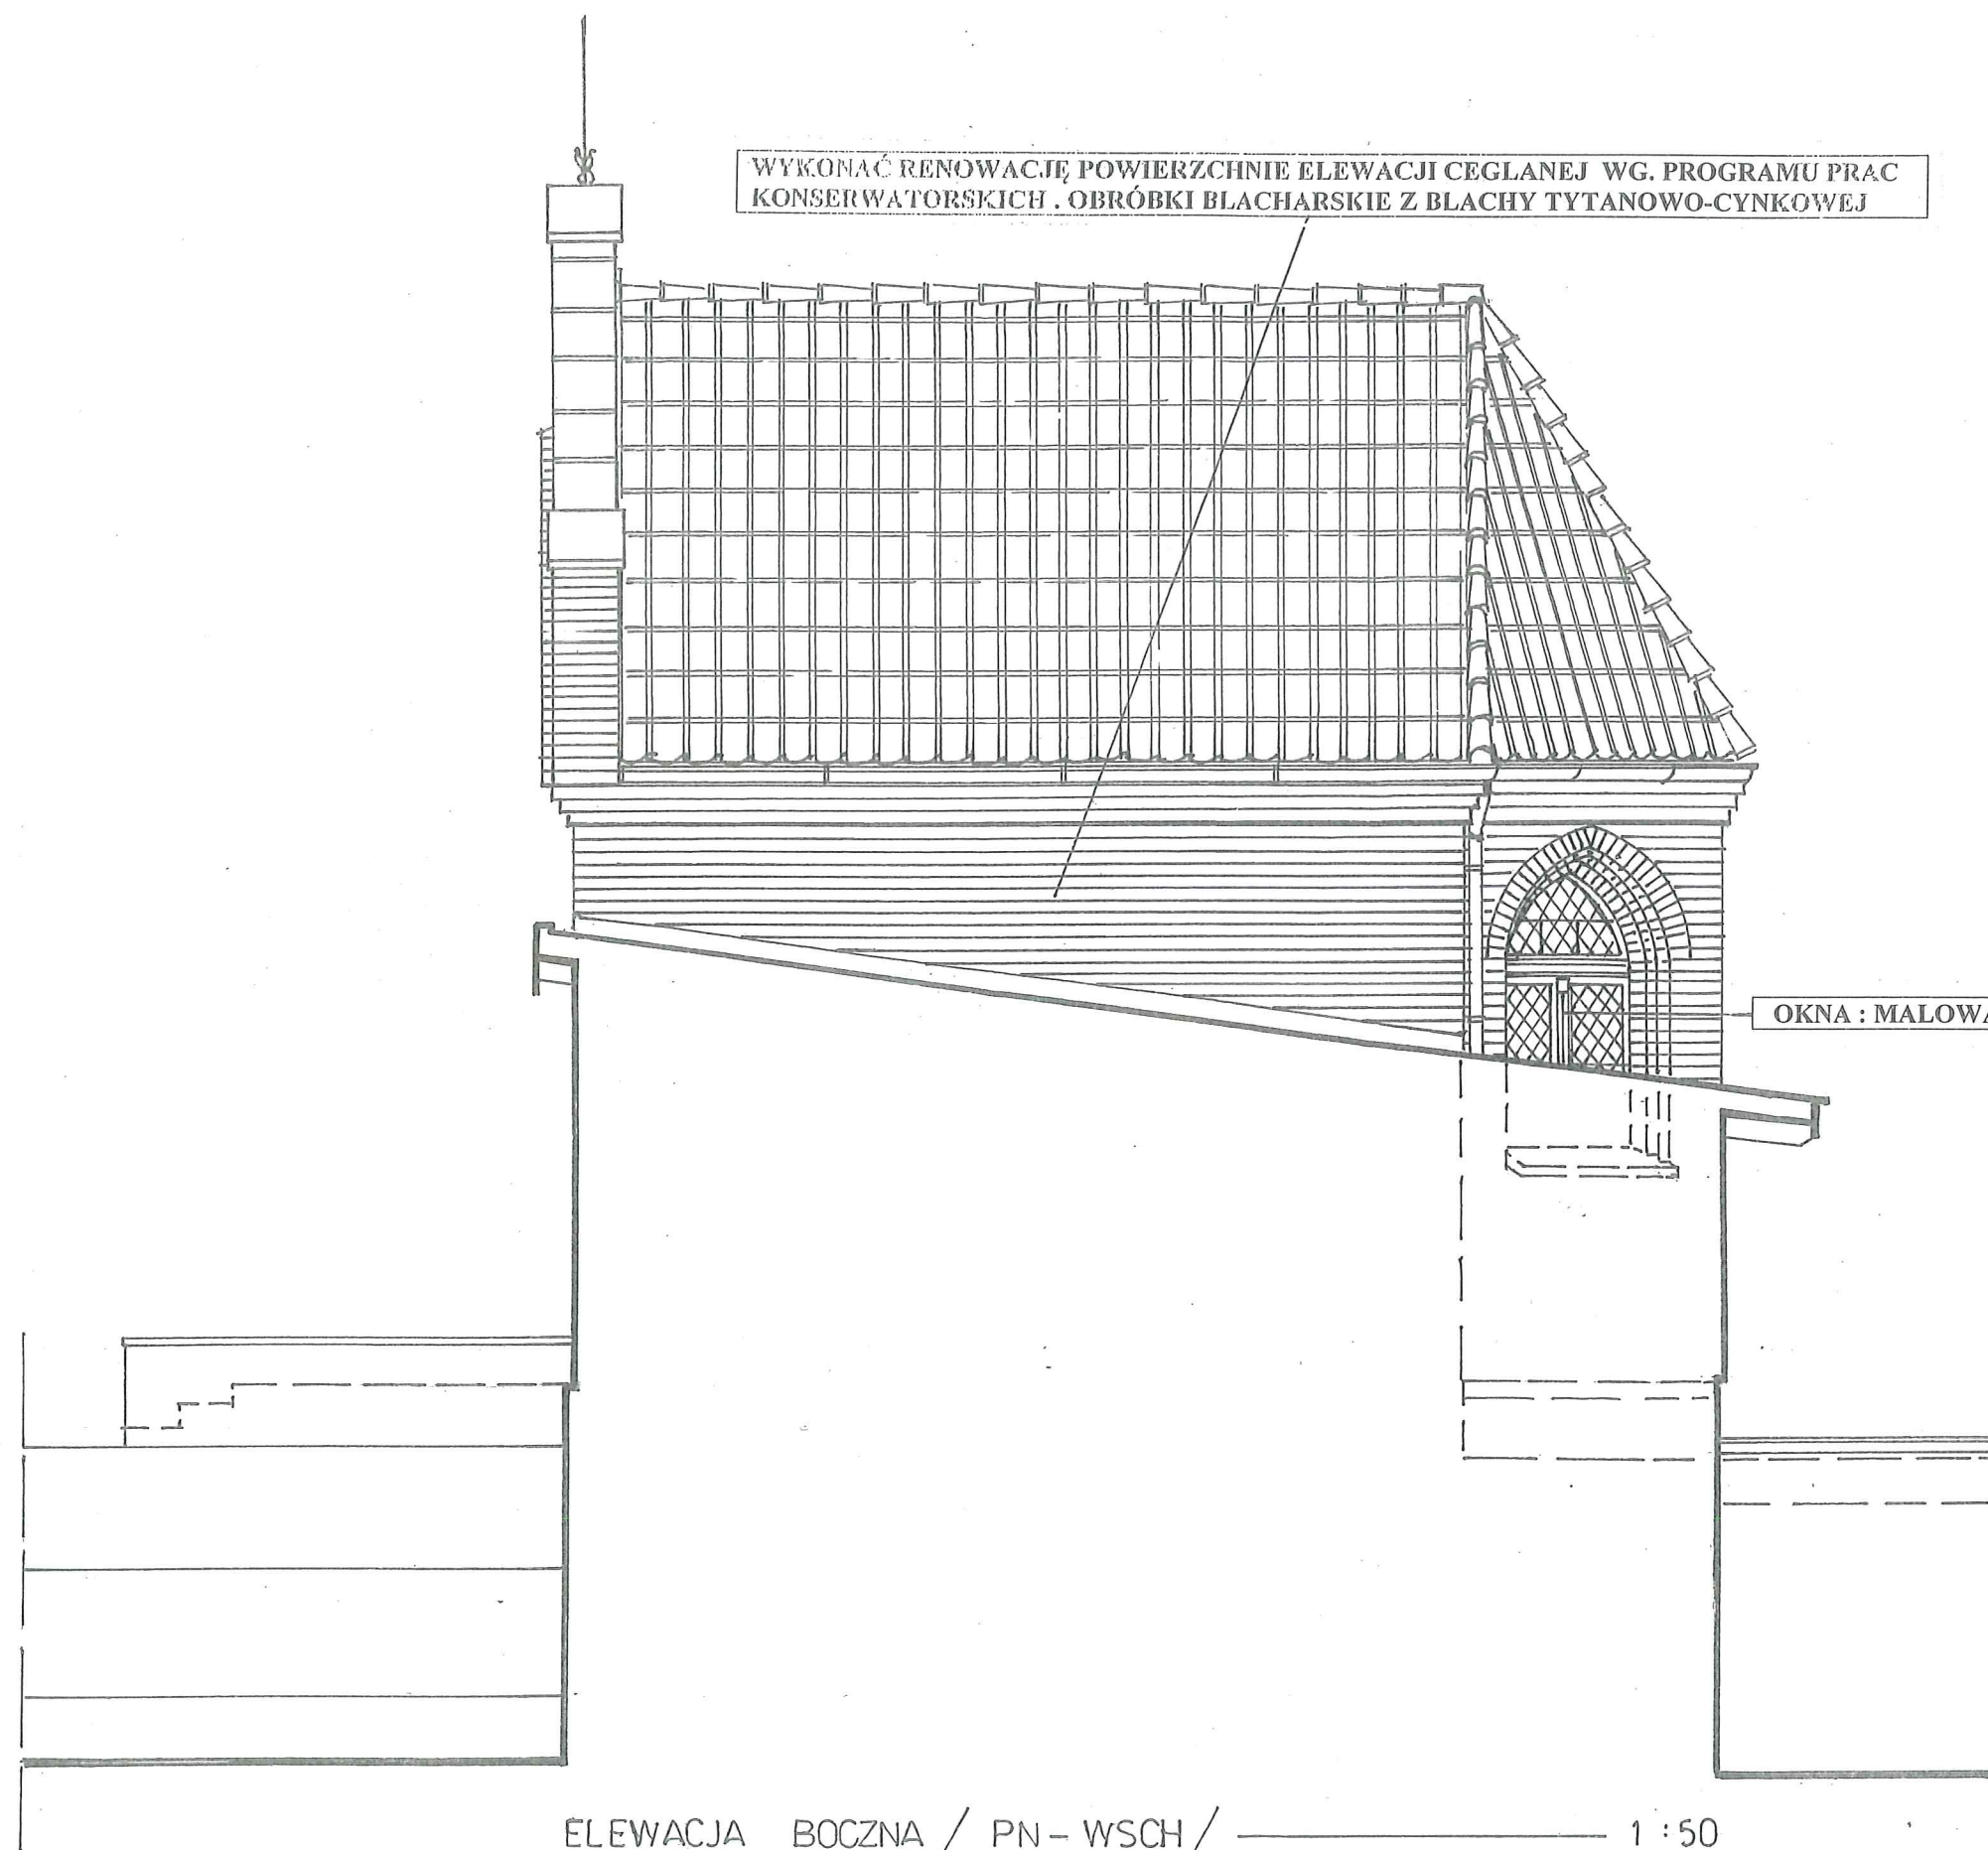 WYKONAĆ RENOWACJĘ POWIERZCHNIE ELEWACJI CEGLANEJ WG. PROGRAMU PRAC
KONSERWATORSKICH . OBRÓBKI BLACHARSKIE Z BLACHY TYTANOWO-CYNKOWEJ
OKNA : MALOWA
ELEWACJA BOCZNA / PN - WSCH / 1 : 50